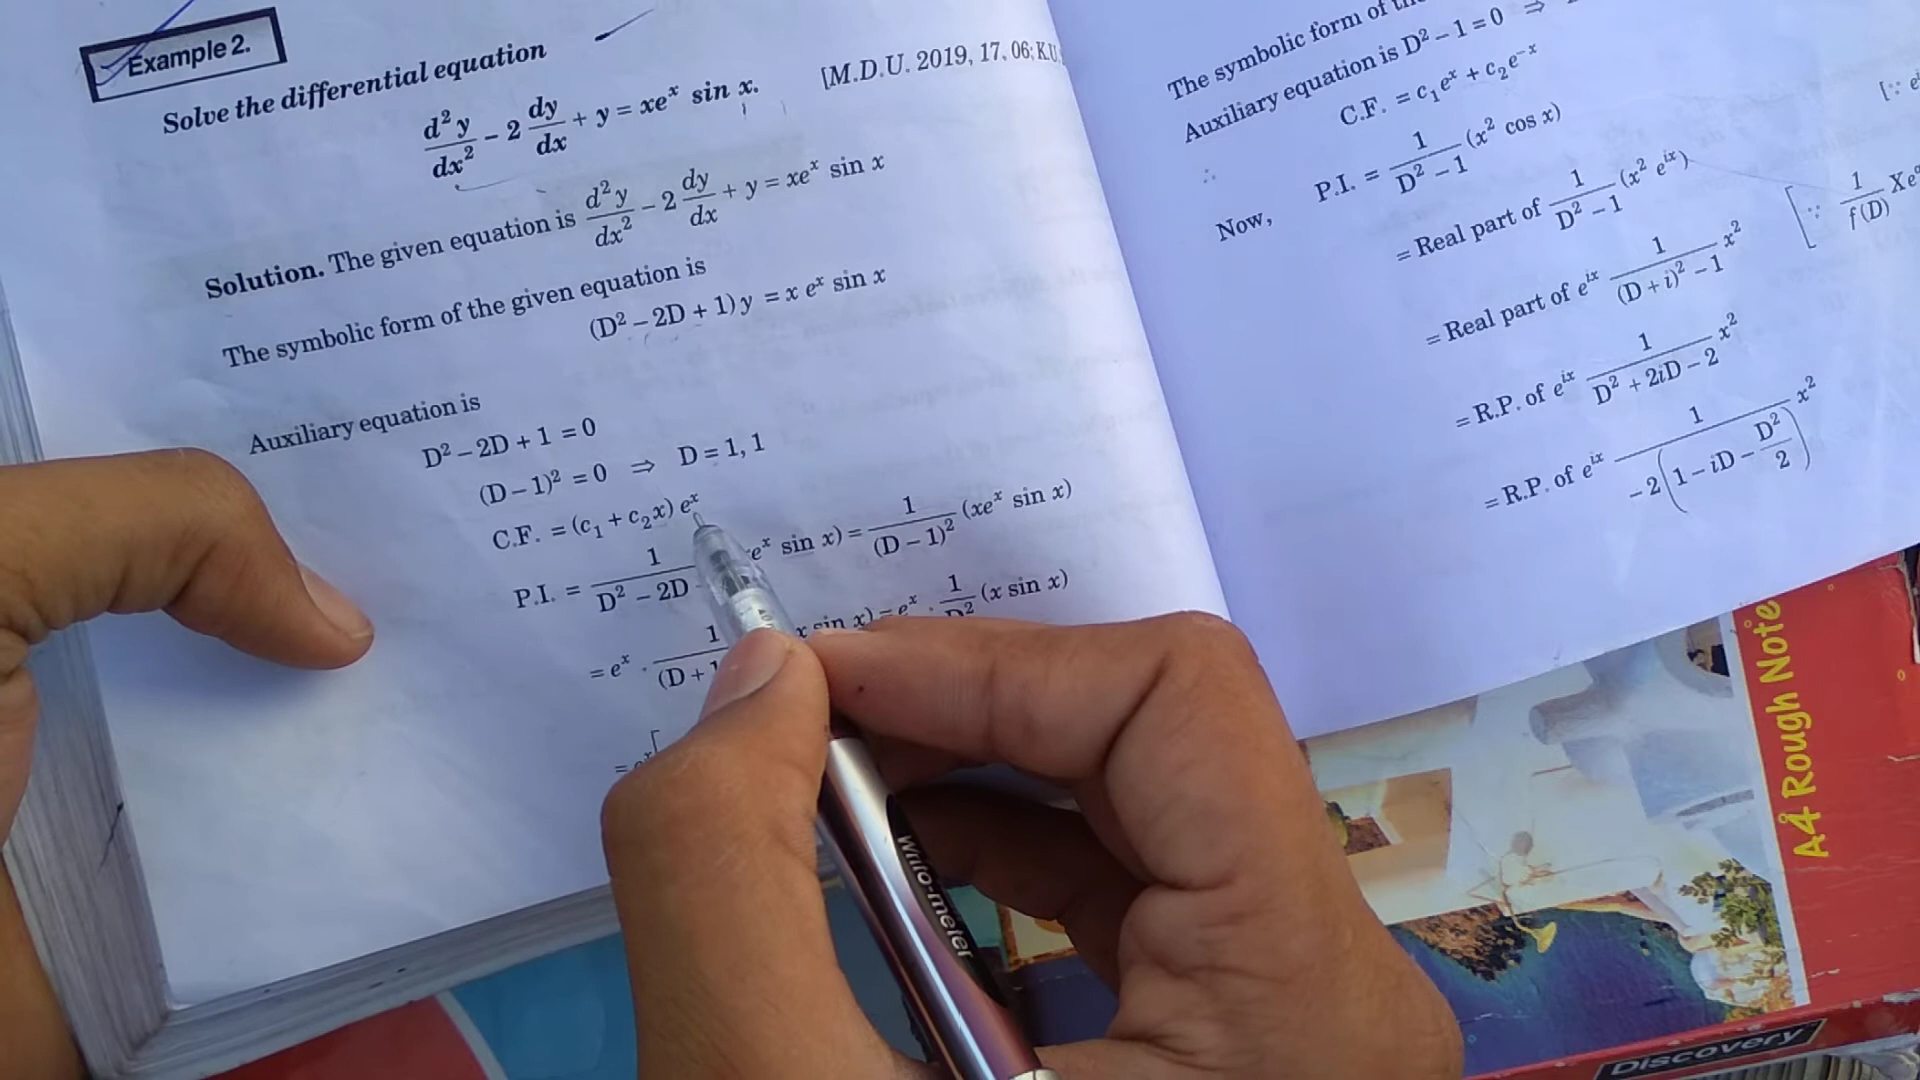 Example 2.
Solve the differential equation
d²y/dx² − 2 dy/dx + y = xeˣ sin x. [M.D.U. 2019, 17, 06; K.U.
Solution. The given equation is d²y/dx² − 2 dy/dx + y = xeˣ sin x
The symbolic form of the given equation is
(D² − 2D + 1) y = x eˣ sin x
Auxiliary equation is
D² − 2D + 1 = 0
(D − 1)² = 0 ⇒ D = 1, 1
C.F. = (c₁ + c₂x) eˣ
P.I. = 1/(D² − 2D eˣ sin x) = 1/(D − 1)² (xeˣ sin x)
= eˣ · 1/(D + 1 x sin x) = eˣ · 1/D² (x sin x)
The symbolic form of
Auxiliary equation is D² − 1 = 0 ⇒
∴ C.F. = c₁eˣ + c₂e⁻ˣ
Now, P.I. = 1/(D² − 1) (x² cos x)
= Real part of 1/(D² − 1) (x² eⁱˣ)
= Real part of eⁱˣ 1/((D + i)² − 1) x² [∵ 1/f(D) Xe
= R.P. of eⁱˣ 1/(D² + 2iD − 2) x²
= R.P. of eⁱˣ 1/(−2(1 − iD − D²/2)) x²
[∵ e
Write-meter
A4 Rough Note
Discovery